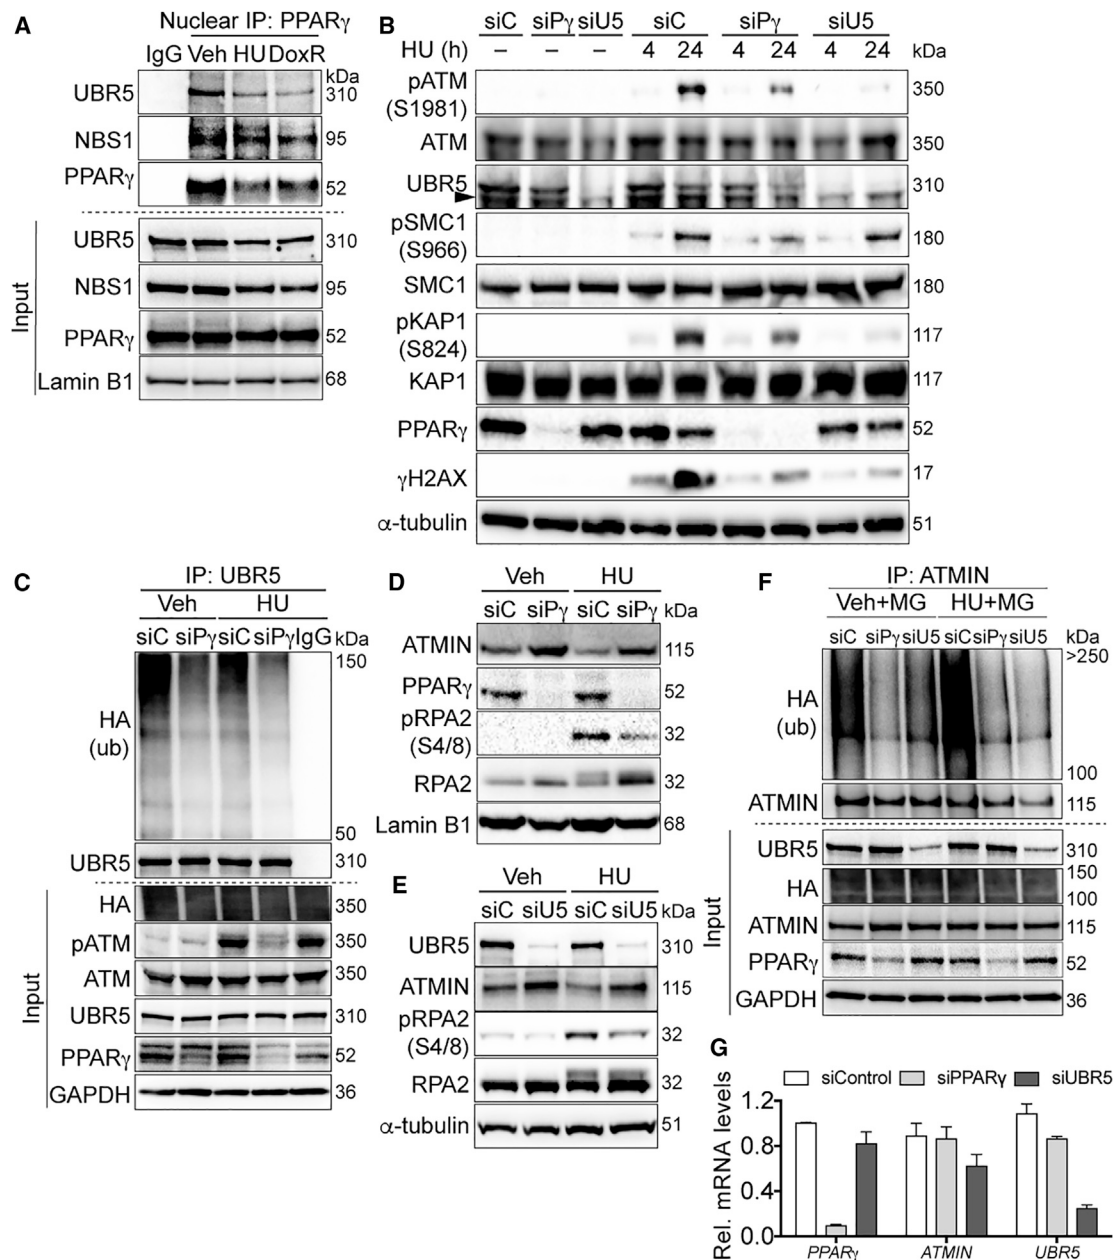 A
Nuclear IP: PPARγ
IgG Veh HU DoxR
kDa
UBR5 310
NBS1 95
PPARγ 52
Input
UBR5 310
NBS1 95
PPARγ 52
Lamin B1 68
B
siC siPγ siU5 siC siPγ siU5
HU (h) – – – 4 24 4 24 4 24 kDa
pATM
(S1981) 350
ATM 350
UBR5 310
pSMC1
(S966) 180
SMC1 180
pKAP1
(S824) 117
KAP1 117
PPARγ 52
γH2AX 17
α-tubulin 51
C
IP: UBR5
Veh HU
siC siPγ siC siPγ IgG kDa
150
HA
(ub)
50
UBR5 310
Input
HA 350
pATM 350
ATM 350
UBR5 310
PPARγ 52
GAPDH 36
D
Veh HU
siC siPγ siC siPγ kDa
ATMIN 115
PPARγ 52
pRPA2
(S4/8) 32
RPA2 32
Lamin B1 68
E
Veh HU
siC siU5 siC siU5 kDa
UBR5 310
ATMIN 115
pRPA2
(S4/8) 32
RPA2 32
α-tubulin 51
F
IP: ATMIN
Veh+MG HU+MG
siC siPγ siU5 siC siPγ siU5 kDa
>250
HA
(ub)
100
ATMIN 115
Input
UBR5 310
HA 150
100
ATMIN 115
PPARγ 52
GAPDH 36
G
siControl siPPARγ siUBR5
Rel. mRNA levels
1.2
0.8
0.4
0.0
PPARγ ATMIN UBR5